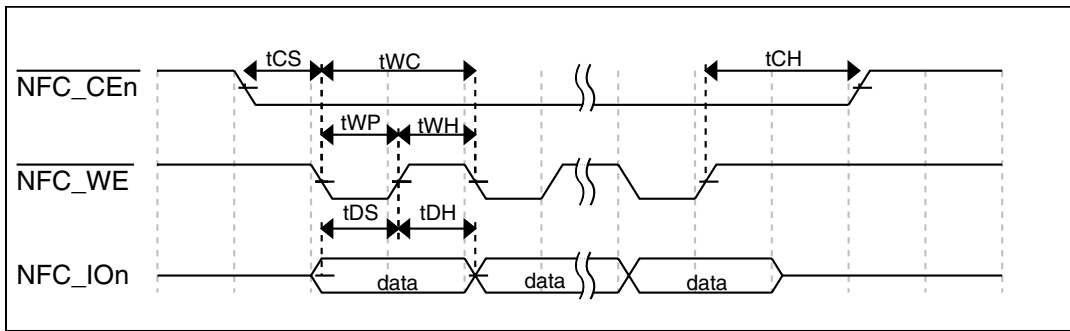 tCS tWC tCH
NFC_CEn
tWP tWH
NFC_WE
tDS tDH
NFC_IOn data data data